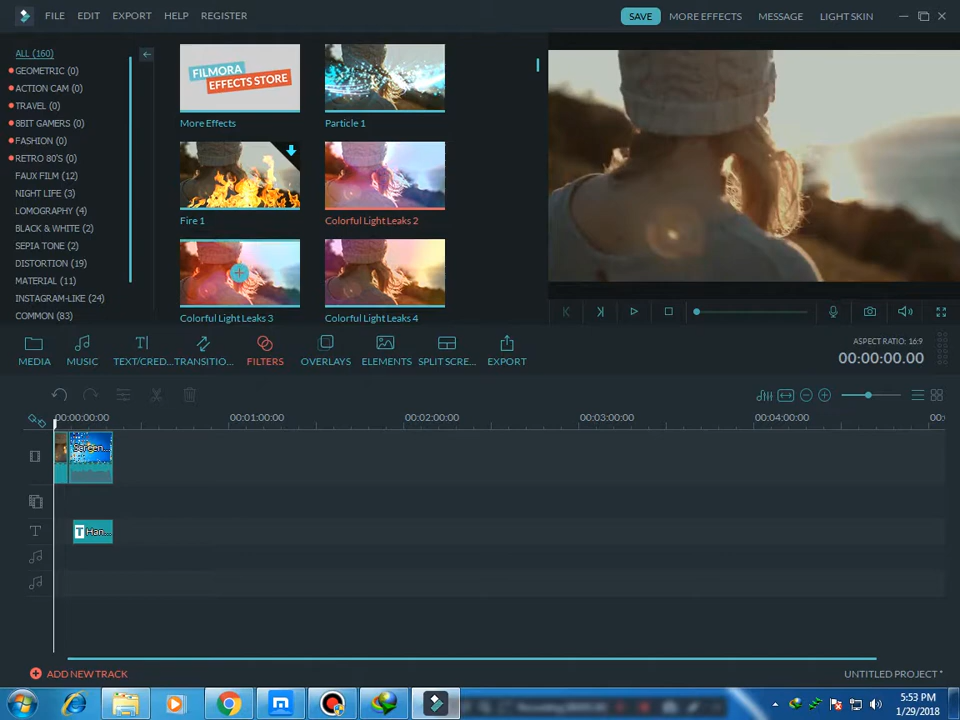 FILE EDIT EXPORT HELP REGISTER SAVE MORE EFFECTS MESSAGE LIGHT SKIN
ALL (160)
GEOMETRIC (0)
ACTION CAM (0)
TRAVEL (0)
8BIT GAMERS (0)
FASHION (0)
RETRO 80'S (0)
FAUX FILM (12)
NIGHT LIFE (3)
LOMOGRAPHY (4)
BLACK & WHITE (2)
SEPIA TONE (2)
DISTORTION (19)
MATERIAL (11)
INSTAGRAM-LIKE (24)
COMMON (83)
FILMORA
EFFECTS STORE
More Effects Particle 1
Fire 1 Colorful Light Leaks 2
Colorful Light Leaks 3 Colorful Light Leaks 4
MEDIA MUSIC TEXT/CRED... TRANSITIO... FILTERS OVERLAYS ELEMENTS SPLIT SCRE... EXPORT
ASPECT RATIO: 16:9
00:00:00.00
00:00:00:00 00:01:00:00 00:02:00:00 00:03:00:00 00:04:00:00 00:
Screen...
T Han...
ADD NEW TRACK UNTITLED PROJECT *
5:53 PM
1/29/2018